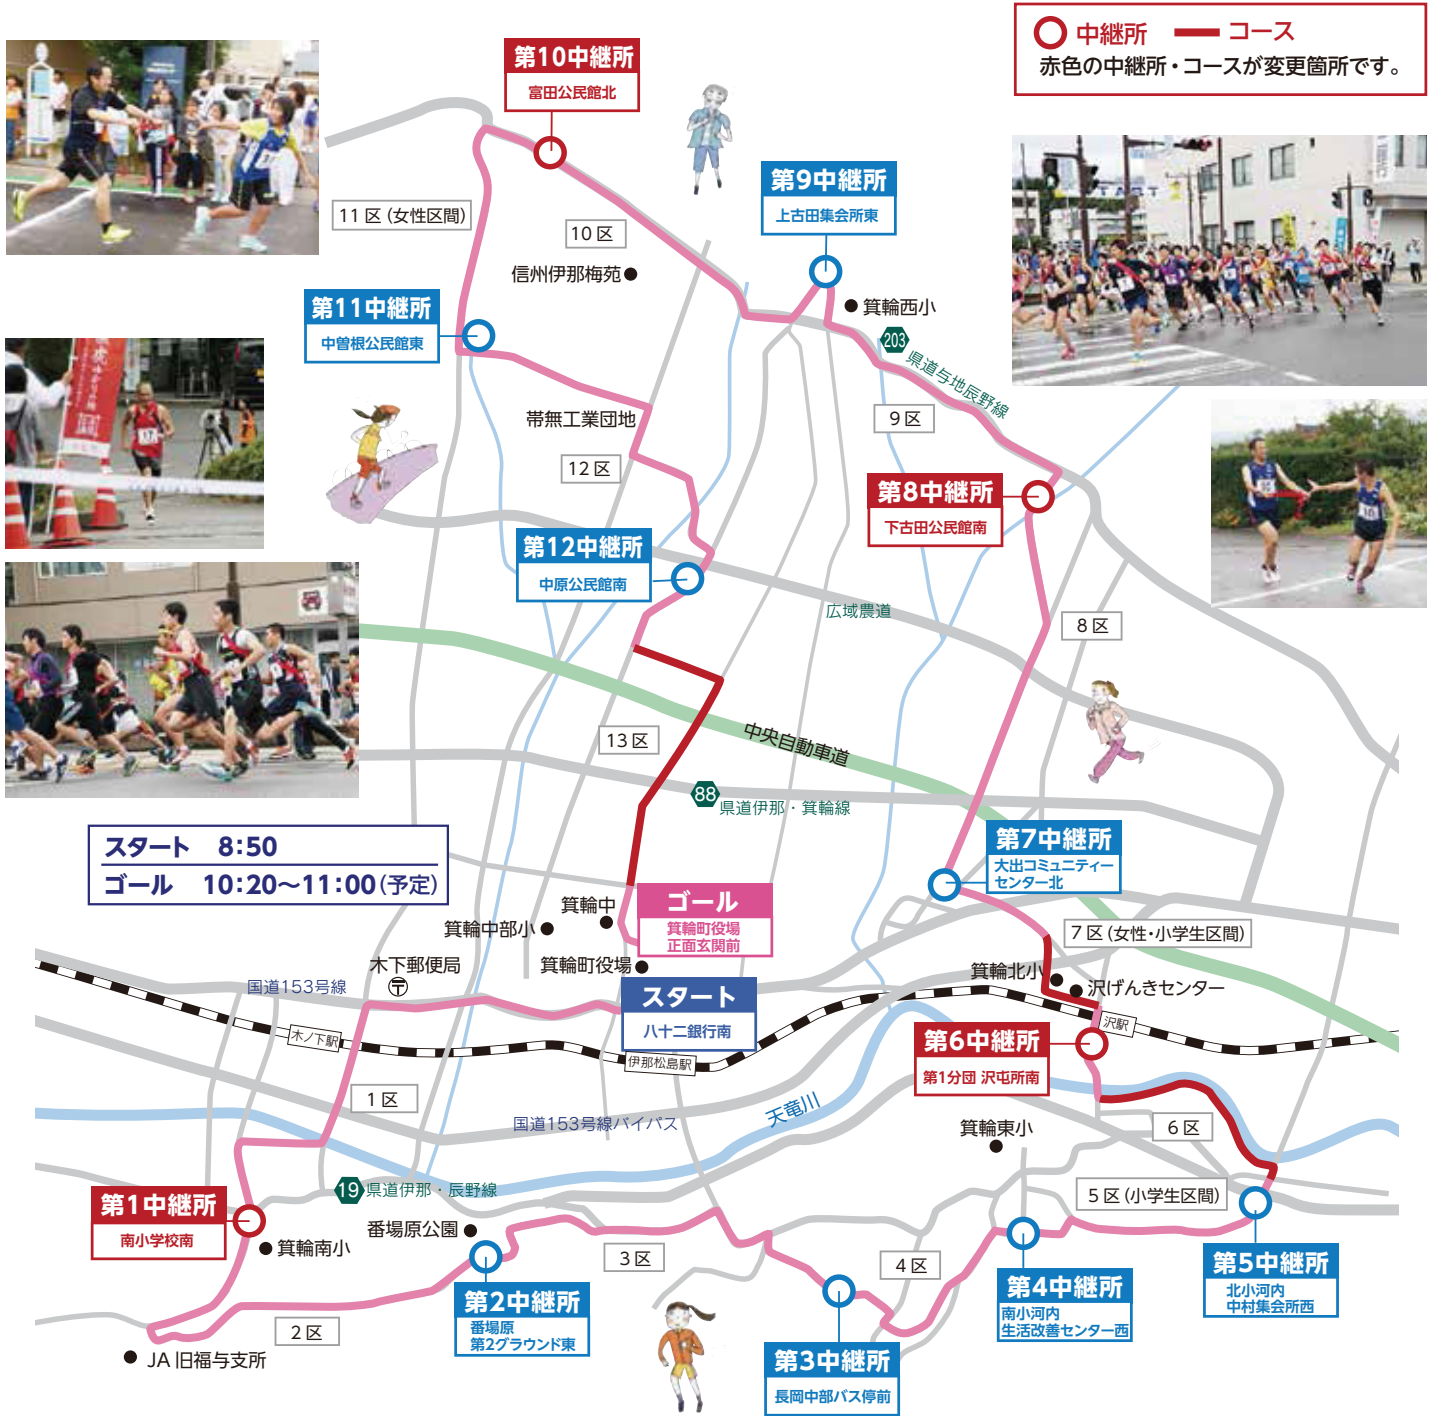 中継所 コース
赤色の中継所・コースが変更箇所です。
第10中継所
富田公民館北
第9中継所
上古田集会所東
11区(女性区間)
10区
信州伊那梅苑
箕輪西小
203
県道与地辰野線
第11中継所
中曽根公民館東
9区
帯無工業団地
12区
第8中継所
下古田公民館南
第12中継所
中原公民館南
広域農道
8区
13区
中央自動車道
88
県道伊那・箕輪線
スタート 8:50
ゴール 10:20〜11:00(予定)
第7中継所
大出コミュニティー
センター北
ゴール
箕輪町役場
正面玄関前
箕輪中
箕輪中部小
7区(女性・小学生区間)
箕輪町役場
木下郵便局
箕輪北小
沢げんきセンター
国道153号線
スタート
八十二銀行南
沢駅
木ノ下駅
第6中継所
第1分団 沢屯所南
伊那松島駅
1区
天竜川
国道153号線バイパス
6区
箕輪東小
19
県道伊那・辰野線
5区(小学生区間)
第1中継所
南小学校南
番場原公園
箕輪南小
3区
4区
第5中継所
北小河内
中村集会所西
第4中継所
南小河内
生活改善センター西
第2中継所
番場原
第2グラウンド東
2区
JA旧福与支所
第3中継所
長岡中部バス停前